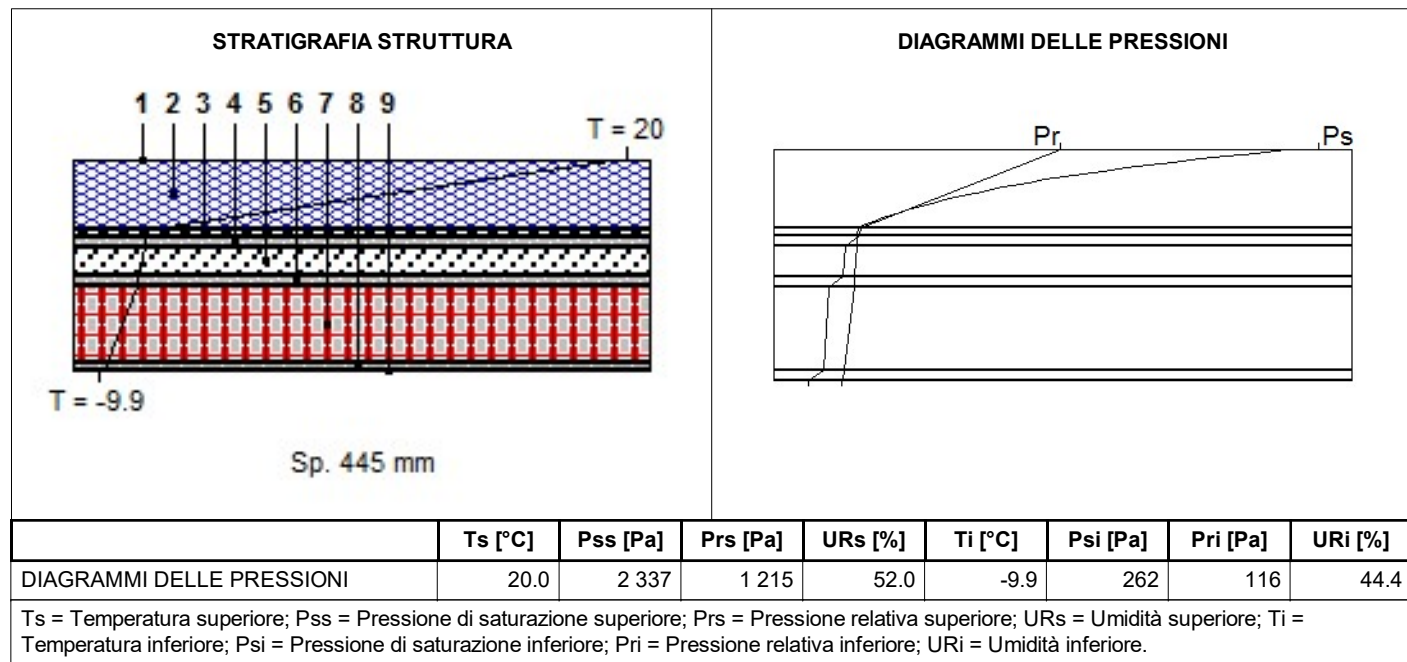 STRATIGRAFIA STRUTTURA
1 2 3 4 5 6 7 8 9
T = 20
T = -9.9
Sp. 445 mm
DIAGRAMMI DELLE PRESSIONI
Pr Ps
Ts [°C] Pss [Pa] Prs [Pa] URs [%] Ti [°C] Psi [Pa] Pri [Pa] URi [%]
DIAGRAMMI DELLE PRESSIONI 20.0 2 337 1 215 52.0 -9.9 262 116 44.4
Ts = Temperatura superiore; Pss = Pressione di saturazione superiore; Prs = Pressione relativa superiore; URs = Umidità superiore; Ti =
Temperatura inferiore; Psi = Pressione di saturazione inferiore; Pri = Pressione relativa inferiore; URi = Umidità inferiore.